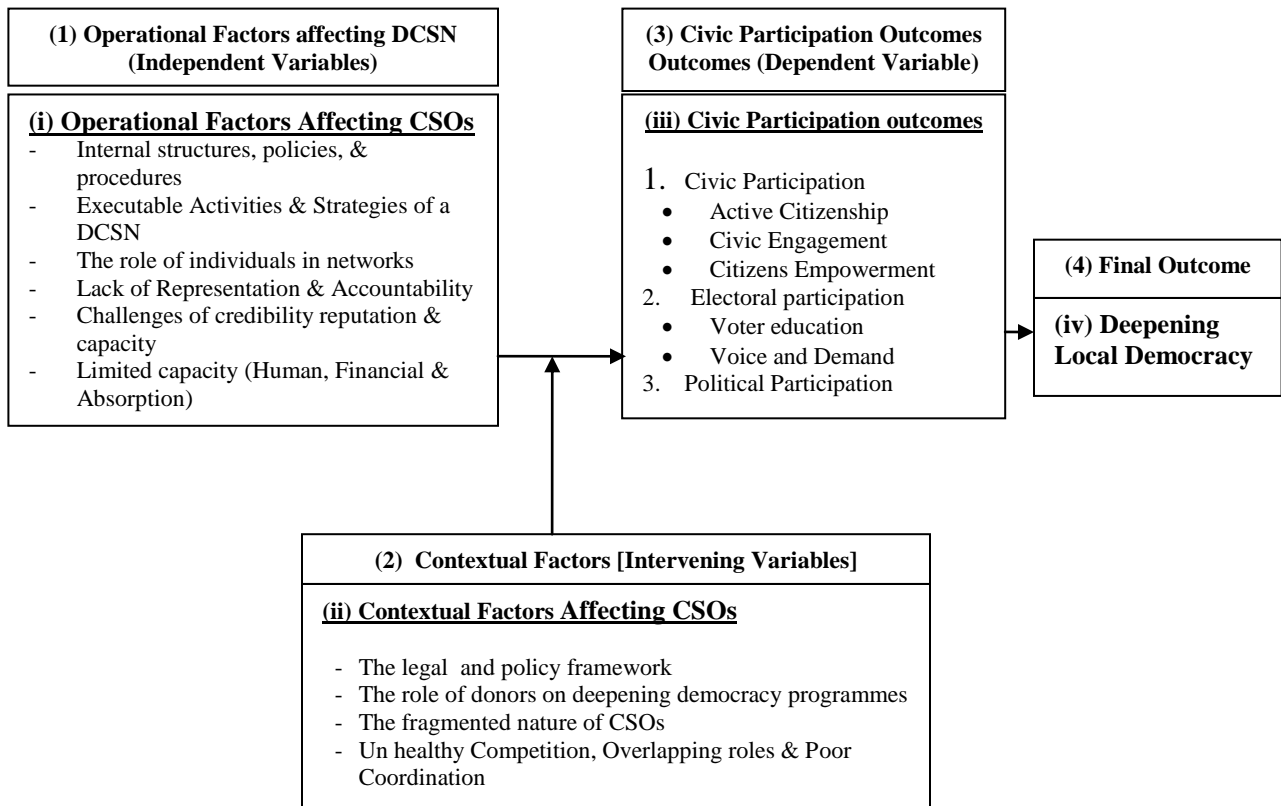 (1) Operational Factors affecting DCSN
(Independent Variables)
(i) Operational Factors Affecting CSOs
- Internal structures, policies, &
procedures
- Executable Activities & Strategies of a
DCSN
- The role of individuals in networks
- Lack of Representation & Accountability
- Challenges of credibility reputation &
capacity
- Limited capacity (Human, Financial &
Absorption)
(2) Contextual Factors [Intervening Variables]
(ii) Contextual Factors Affecting CSOs
- The legal and policy framework
- The role of donors on deepening democracy programmes
- The fragmented nature of CSOs
- Un healthy Competition, Overlapping roles & Poor
Coordination
(3) Civic Participation Outcomes
Outcomes (Dependent Variable)
(iii) Civic Participation outcomes
1. Civic Participation
• Active Citizenship
• Civic Engagement
• Citizens Empowerment
2. Electoral participation
• Voter education
• Voice and Demand
3. Political Participation
(4) Final Outcome
(iv) Deepening
Local Democracy